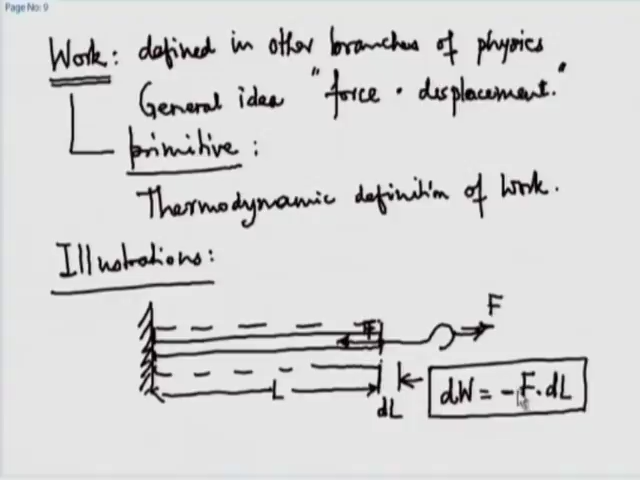 Page No: 9
Work: defined in other branches of physics
General idea "force · displacement."
primitive:
Thermodynamic definition of work.
Illustrations:
F
F
L
dL
dW = -F·dL